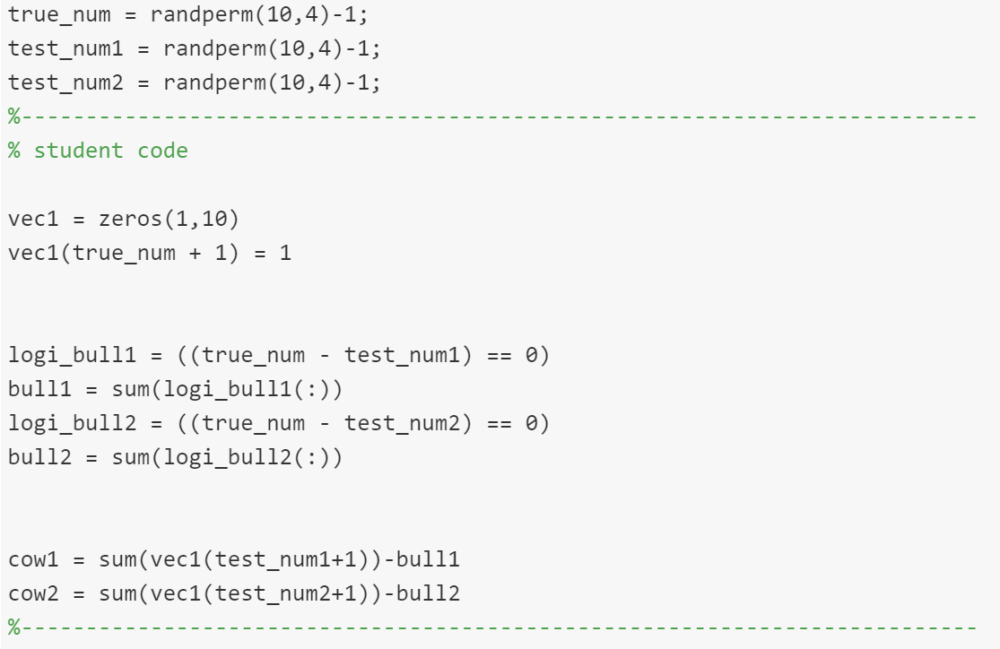 true_num = randperm(10,4)-1;
test_num1 = randperm(10,4)-1;
test_num2 = randperm(10,4)-1;
%--------------------------------------------------------------------------
% student code
vec1 = zeros(1,10)
vec1(true_num + 1) = 1
logi_bull1 = ((true_num - test_num1) == 0)
bull1 = sum(logi_bull1(:))
logi_bull2 = ((true_num - test_num2) == 0)
bull2 = sum(logi_bull2(:))
cow1 = sum(vec1(test_num1+1))-bull1
cow2 = sum(vec1(test_num2+1))-bull2
%--------------------------------------------------------------------------